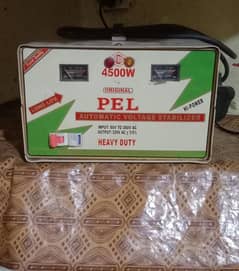 4500W
ORIGINAL
LONG LIFE
HI-POWER
PEL
AUTOMATIC VOLTAGE STABILIZER
HEAVY DUTY